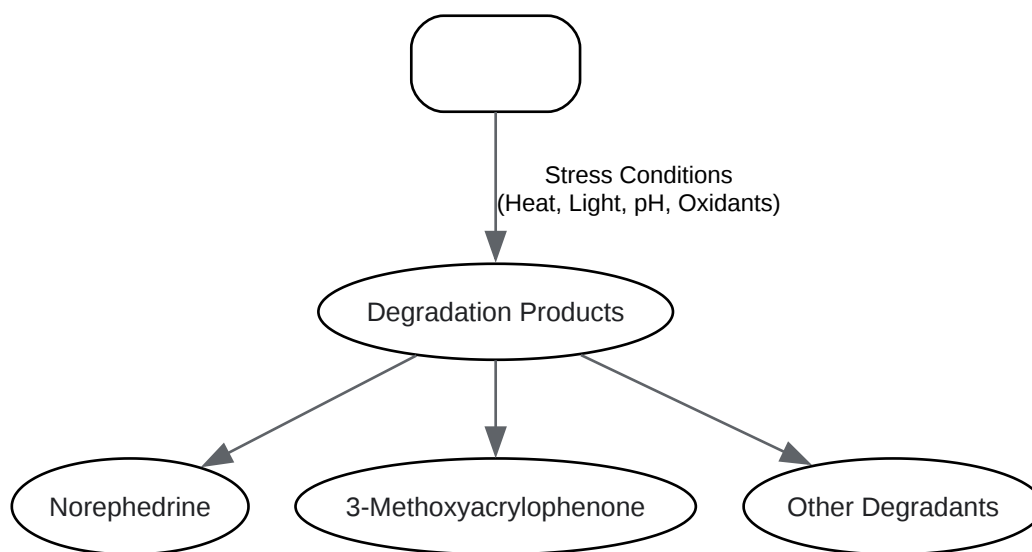 Stress Conditions
(Heat, Light, pH, Oxidants)
Degradation Products
Norephedrine
3-Methoxyacrylophenone
Other Degradants